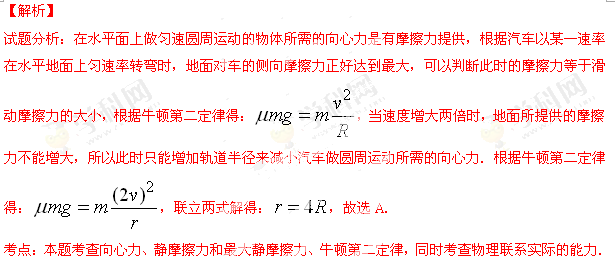 【解析】
试题分析：在水平面上做匀速圆周运动的物体所需的向心力是有摩擦力提供，根据汽车以某一速率
在水平地面上匀速率转弯时，地面对车的侧向摩擦力正好达到最大，可以判断此时的摩擦力等于滑
动摩擦力的大小，根据牛顿第二定律得：μmg = m v²/R，当速度增大两倍时，地面所提供的摩擦
力不能增大，所以此时只能增加轨道半径来减小汽车做圆周运动所需的向心力．根据牛顿第二定律
得：μmg = m (2v)²/r，联立两式解得：r = 4R，故选 A.
考点：本题考查向心力、静摩擦力和最大静摩擦力、牛顿第二定律，同时考查物理联系实际的能力．